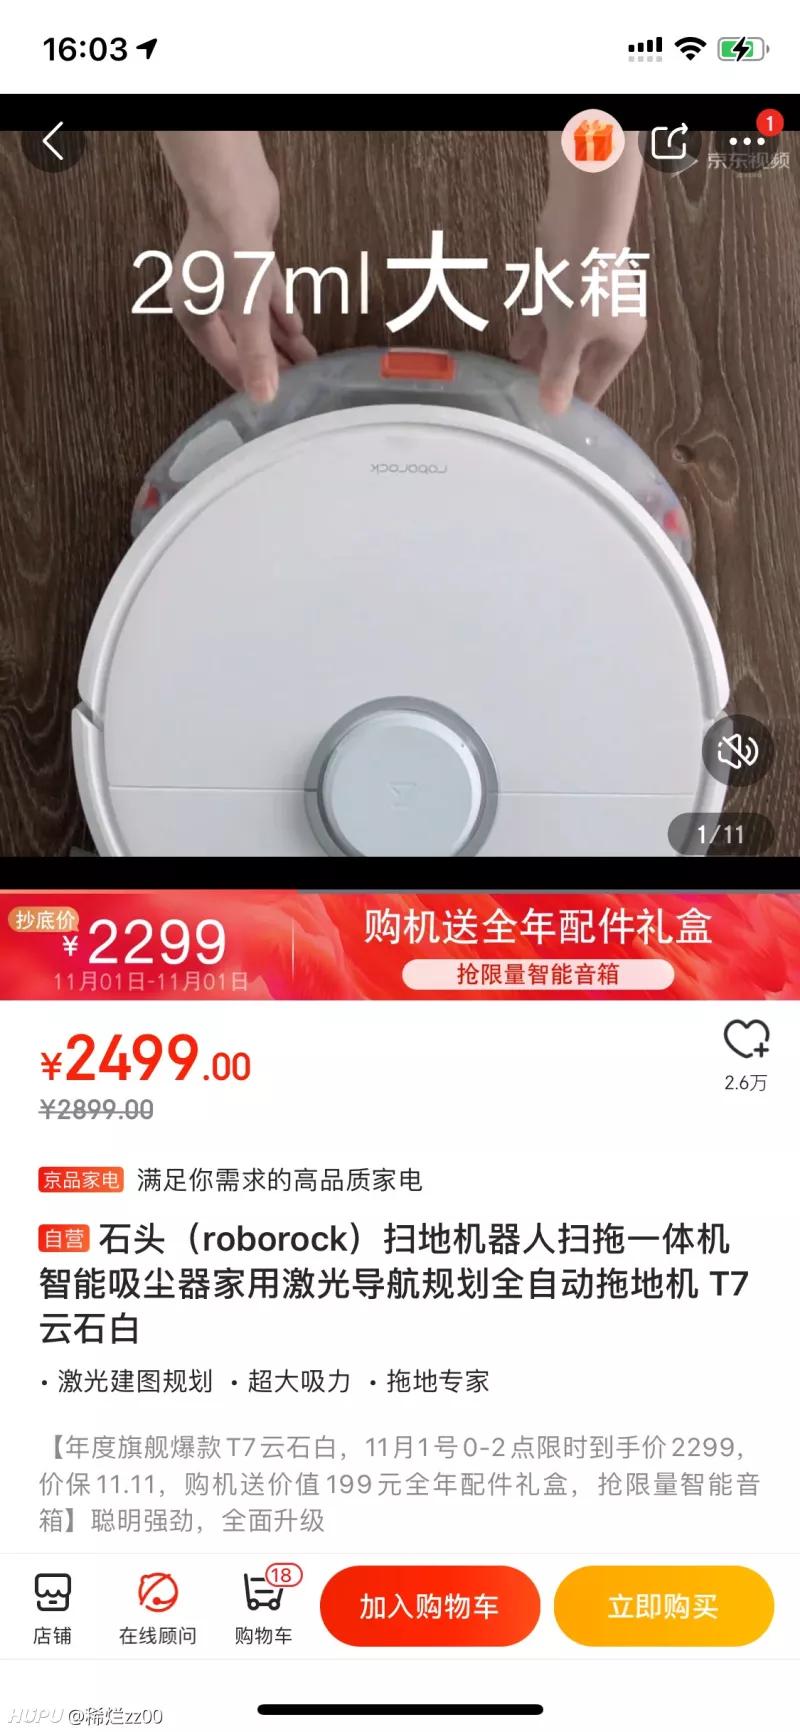 16:03
1
京东视频
297ml大水箱
roborock
1/11
抄底价
¥2299
11月01日-11月01日
购机送全年配件礼盒
抢限量智能音箱
¥2499.00
¥2899.00
2.6万
京品家电 满足你需求的高品质家电
自营 石头（roborock）扫地机器人扫拖一体机
智能吸尘器家用激光导航规划全自动拖地机 T7
云石白
·激光建图规划 ·超大吸力 ·拖地专家
【年度旗舰爆款T7云石白，11月1号0-2点限时到手价2299，
价保11.11，购机送价值199元全年配件礼盒，抢限量智能音
箱】聪明强劲，全面升级
店铺
在线顾问
18
购物车
加入购物车
立即购买
HUPU @稀烂zz00